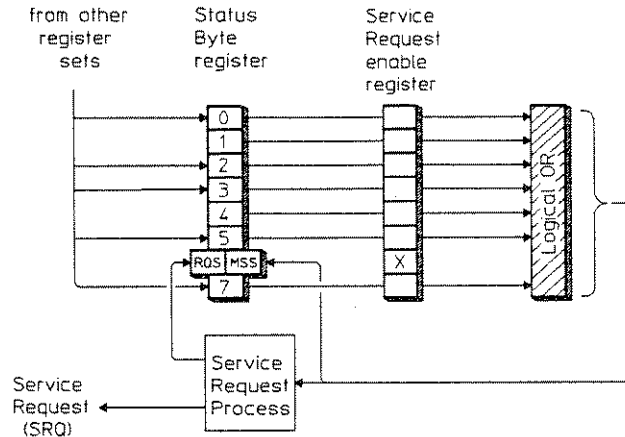 from other
register
sets
Status
Byte
register
Service
Request
enable
register
0
1
2
3
4
5
RQS
MSS
7
X
Logical OR
Service
Request
Process
Service
Request
(SRQ)